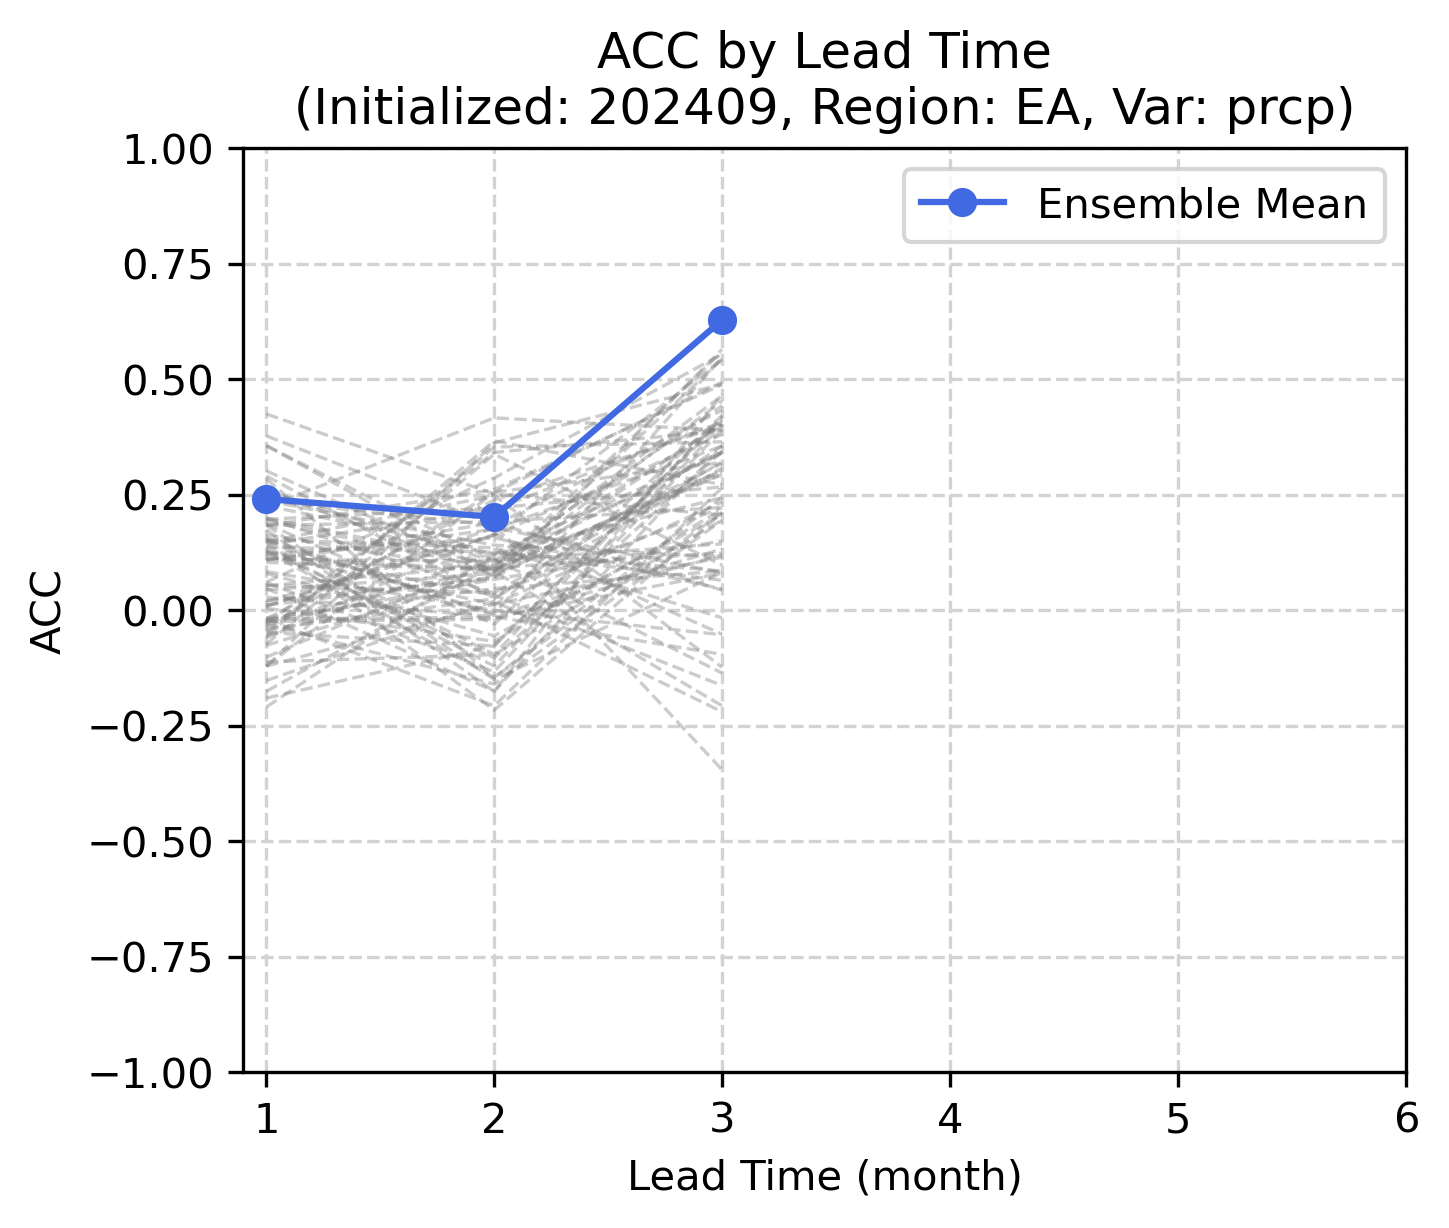 ACC by Lead Time
(Initialized: 202409, Region: EA, Var: prcp)
Ensemble Mean
1.00
0.75
0.50
0.25
0.00
−0.25
−0.50
−0.75
−1.00
ACC
1 2 3 4 5 6
Lead Time (month)